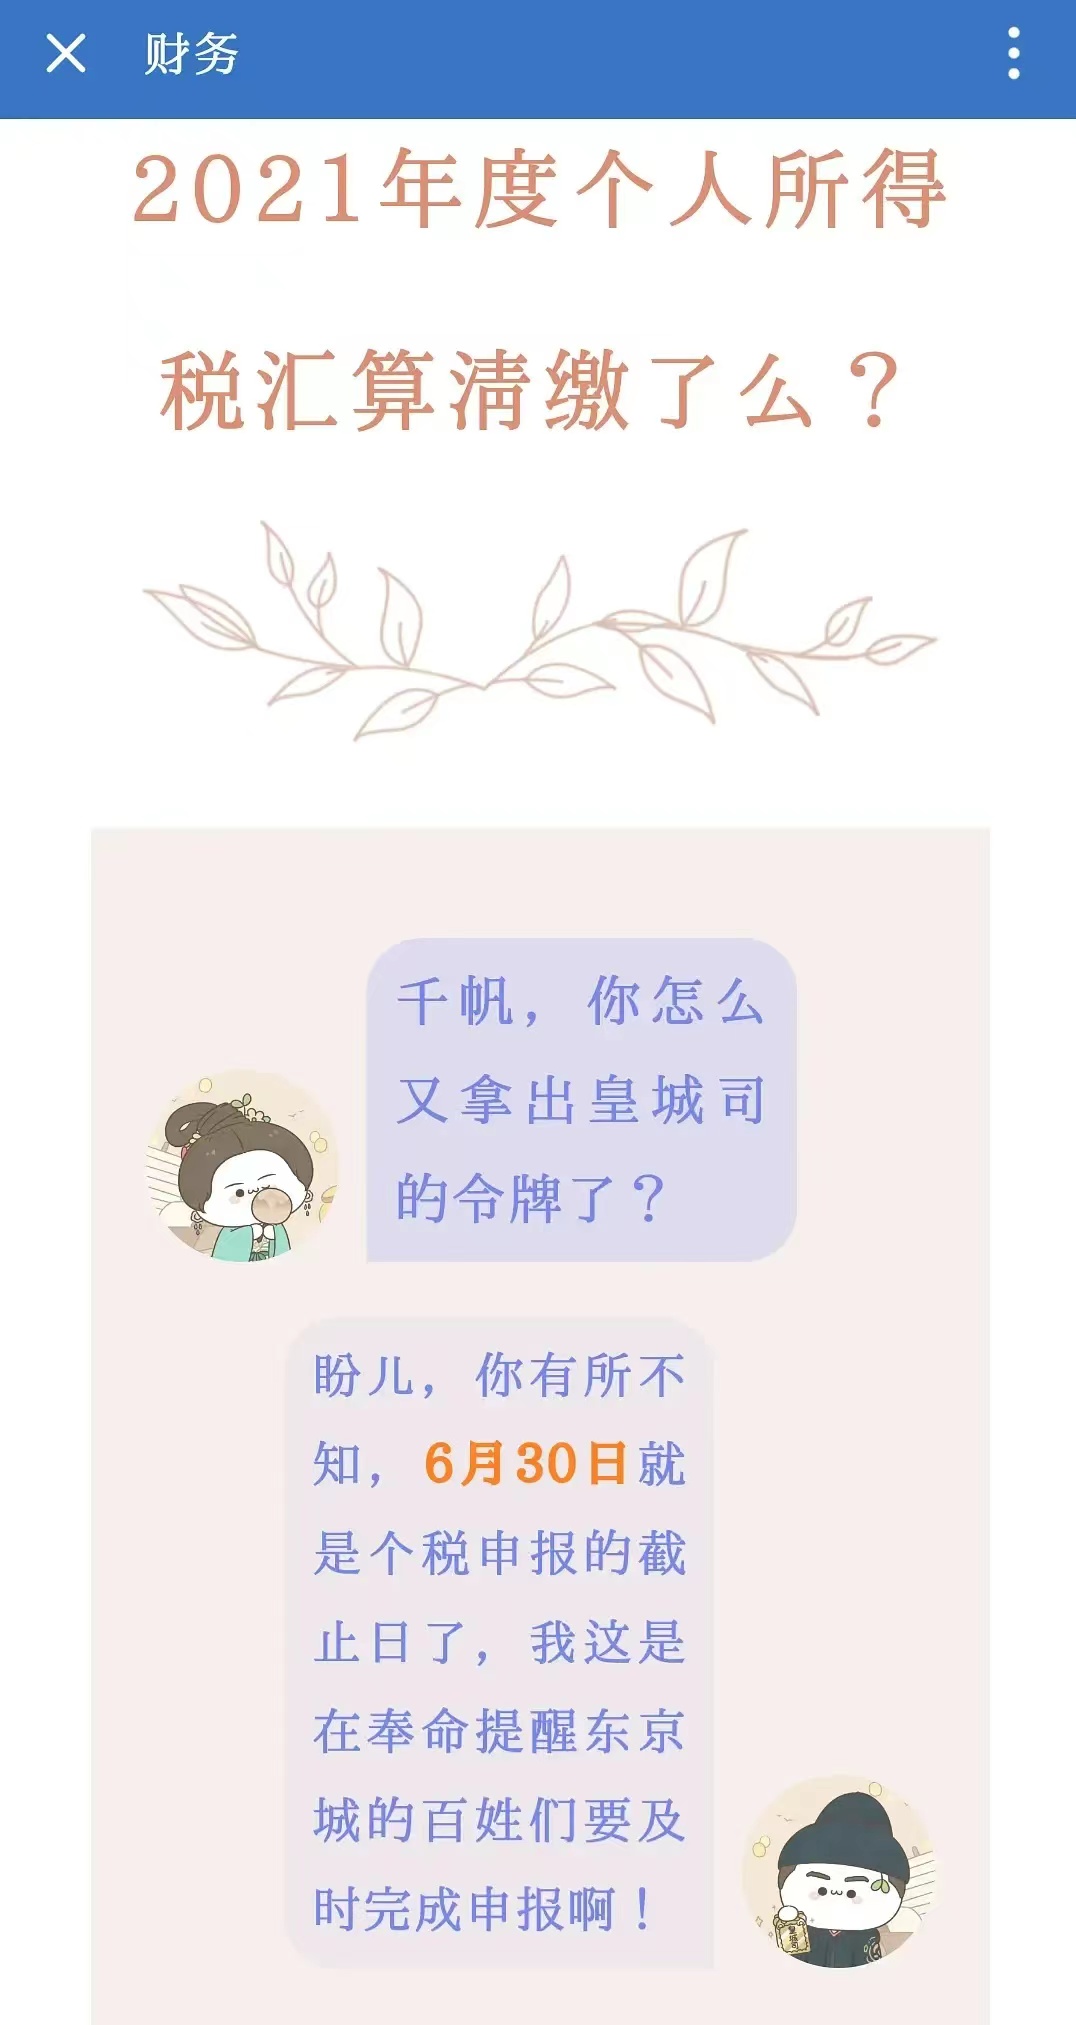 财务
2021年度个人所得
税汇算清缴了么？
千帆，你怎么
又拿出皇城司
的令牌了？
盼儿，你有所不
知，6月30日就
是个税申报的截
止日了，我这是
在奉命提醒东京
城的百姓们要及
时完成申报啊！
皇城司